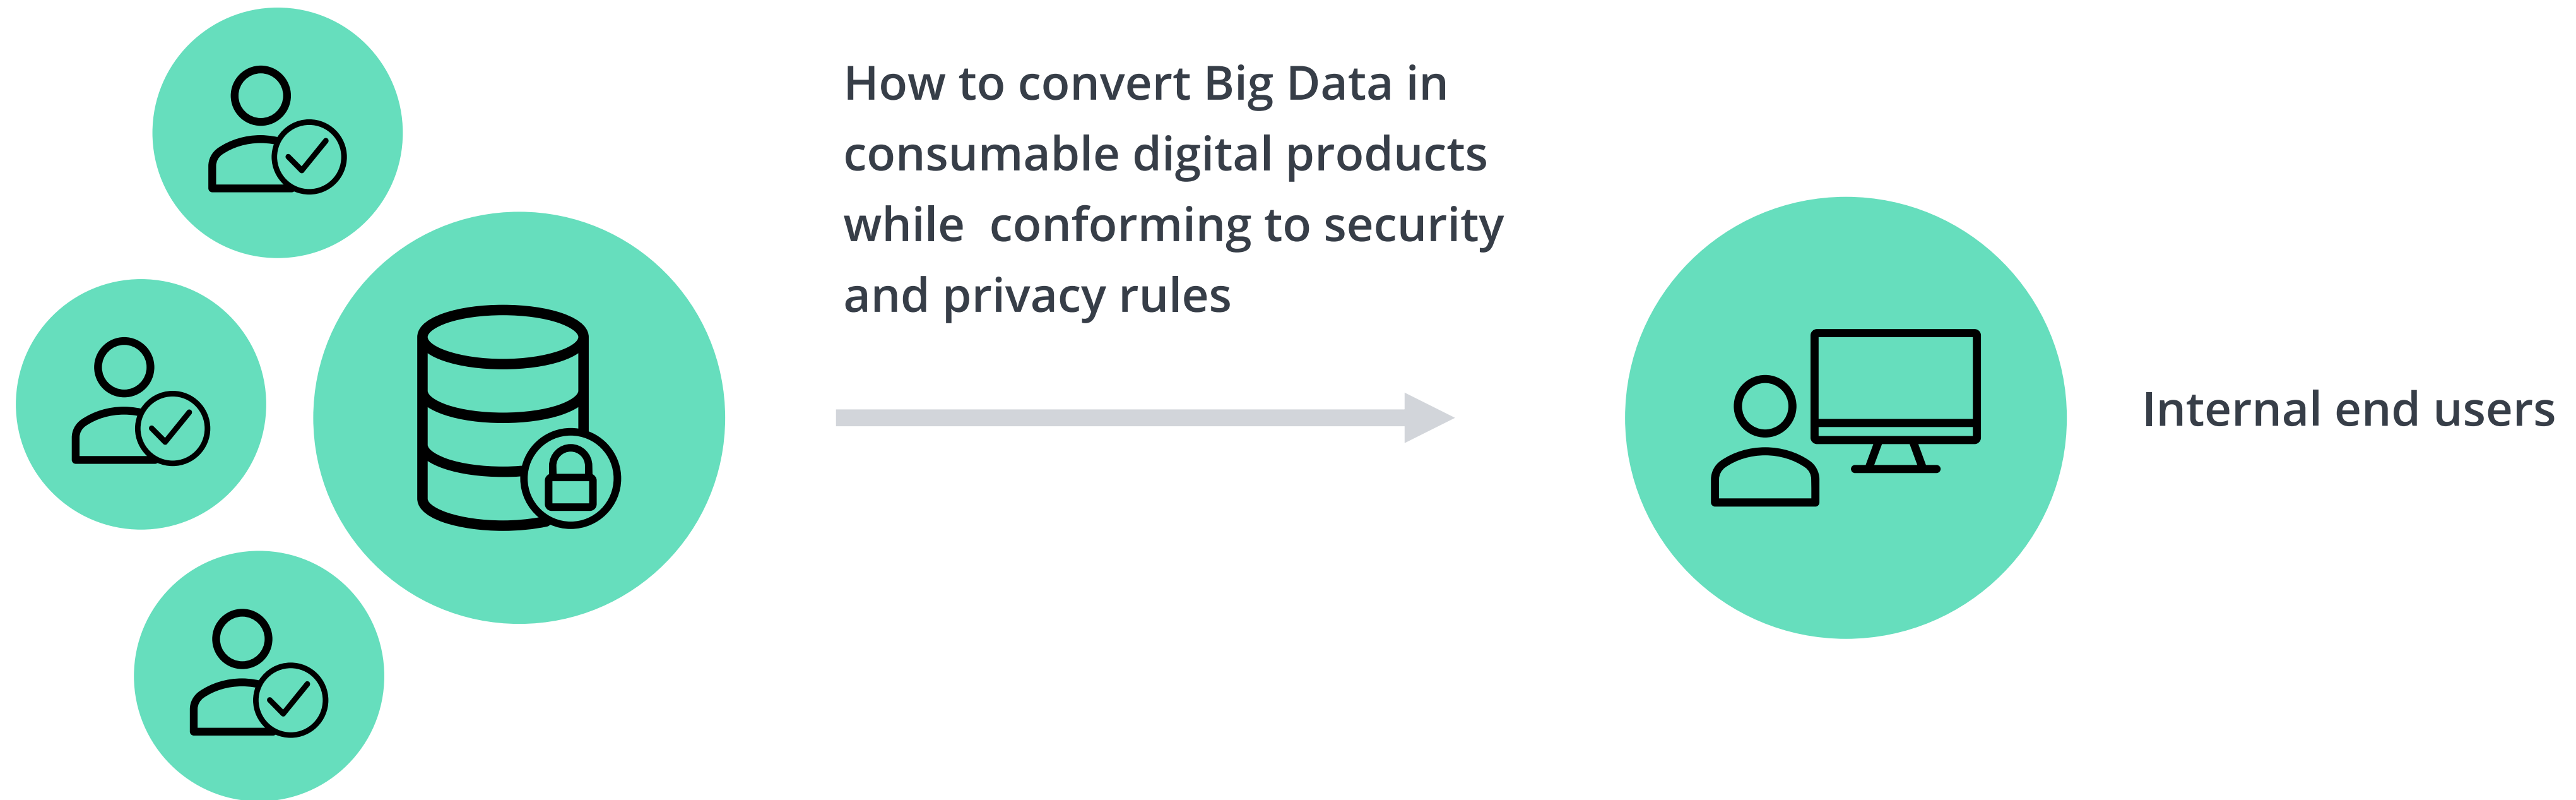 How to convert Big Data in
consumable digital products
while  conforming to security
and privacy rules
Internal end users